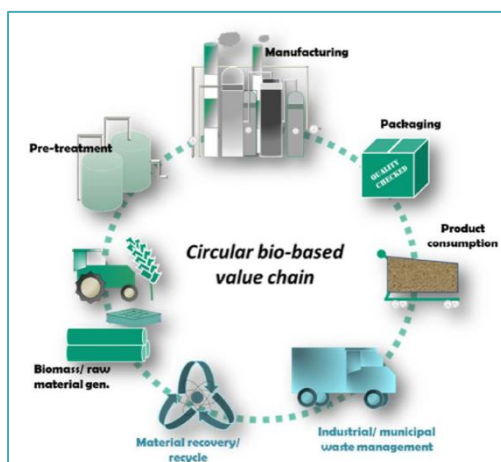 Manufacturing
Pre-treatment
Packaging
QUALITY
CHECKED
Product
consumption
Circular bio-based
value chain
Biomass/ raw
material gen.
Material recovery/
recycle
Industrial/ municipal
waste management